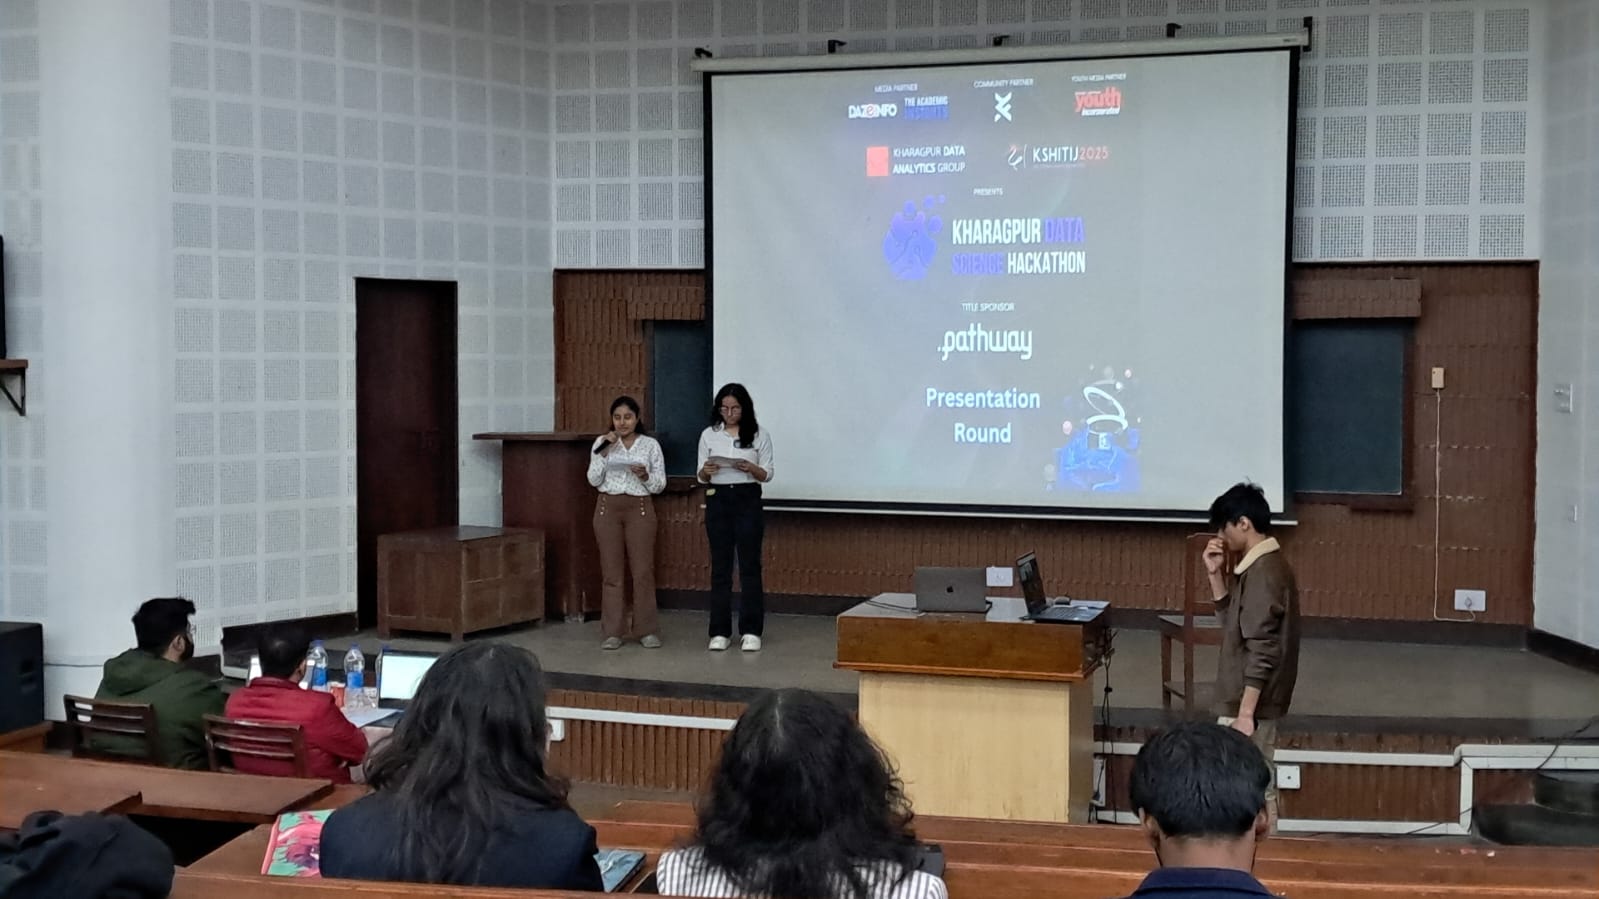 MEDIA PARTNER
COMMUNITY PARTNER
YOUTH MEDIA PARTNER
DAZEINFO
THE ACADEMIC
INSIGHTS
youth
incorporated
KHARAGPUR DATA
ANALYTICS GROUP
KSHITIJ2025
PRESENTS
KHARAGPUR DATA
SCIENCE HACKATHON
TITLE SPONSOR
pathway
Presentation
Round